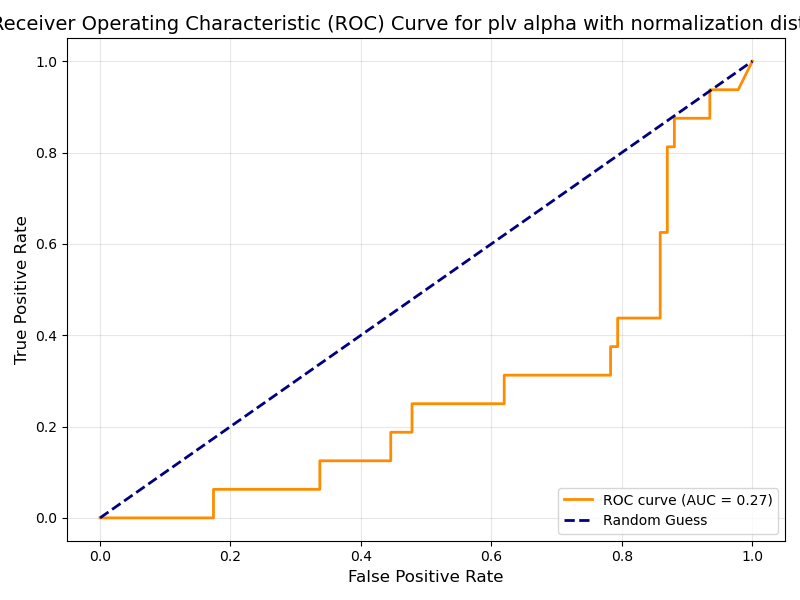 Receiver Operating Characteristic (ROC) Curve for plv alpha with normalization dist
1.0
0.8
0.6
0.4
0.2
0.0
True Positive Rate
0.0 0.2 0.4 0.6 0.8 1.0
False Positive Rate
ROC curve (AUC = 0.27)
Random Guess